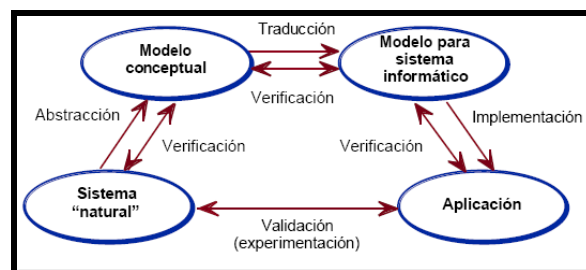 Traducción
Modelo
conceptual
Modelo para
sistema
informático
Verificación
Abstracción
Verificación
Verificación
Implementación
Sistema
“natural”
Aplicación
Validación
(experimentación)